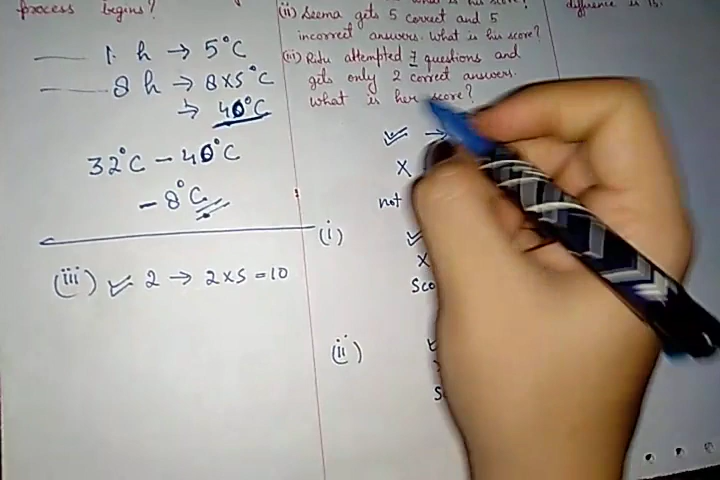 process begins?
1 h → 5°C
8 h → 8×5°C
→ 40°C
32°C − 40°C
− 8°C
(iii) 2 → 2×5 = 10
(ii) Seema gets 5 correct and 5
incorrect answers. What is his score?
(iii) Ritu attempted 7 questions and
gets only 2 correct answers.
What is her score?
→
X
not
(i)
X
Sco
(ii)
difference is 15.